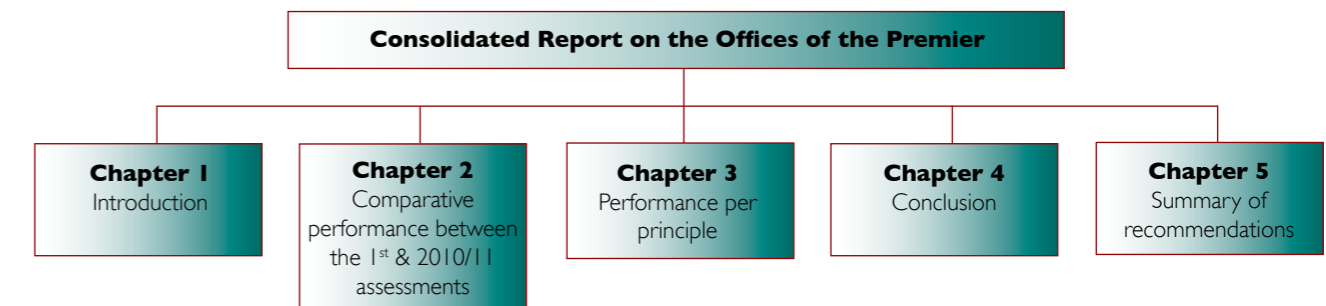 Consolidated Report on the Offices of the Premier
Chapter 1
Introduction
Chapter 2
Comparative
performance between
the 1st & 2010/11
assessments
Chapter 3
Performance per
principle
Chapter 4
Conclusion
Chapter 5
Summary of
recommendations